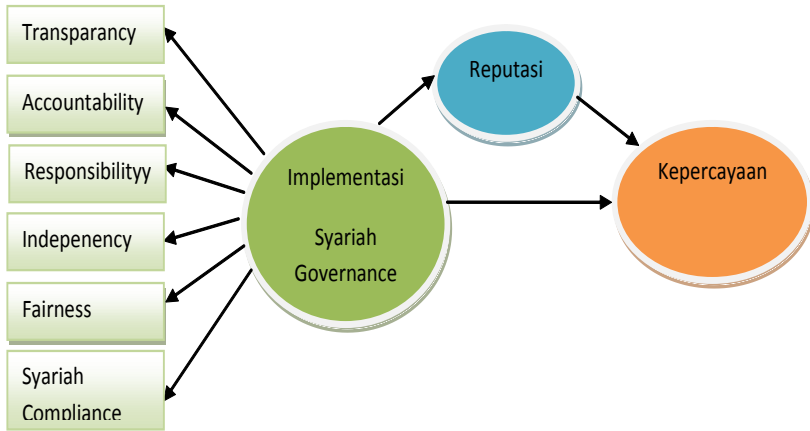 Transparancy
Accountability
Responsibilityy
Indepenency
Fairness
Syariah
Compliance
Implementasi
Syariah
Governance
Reputasi
Kepercayaan